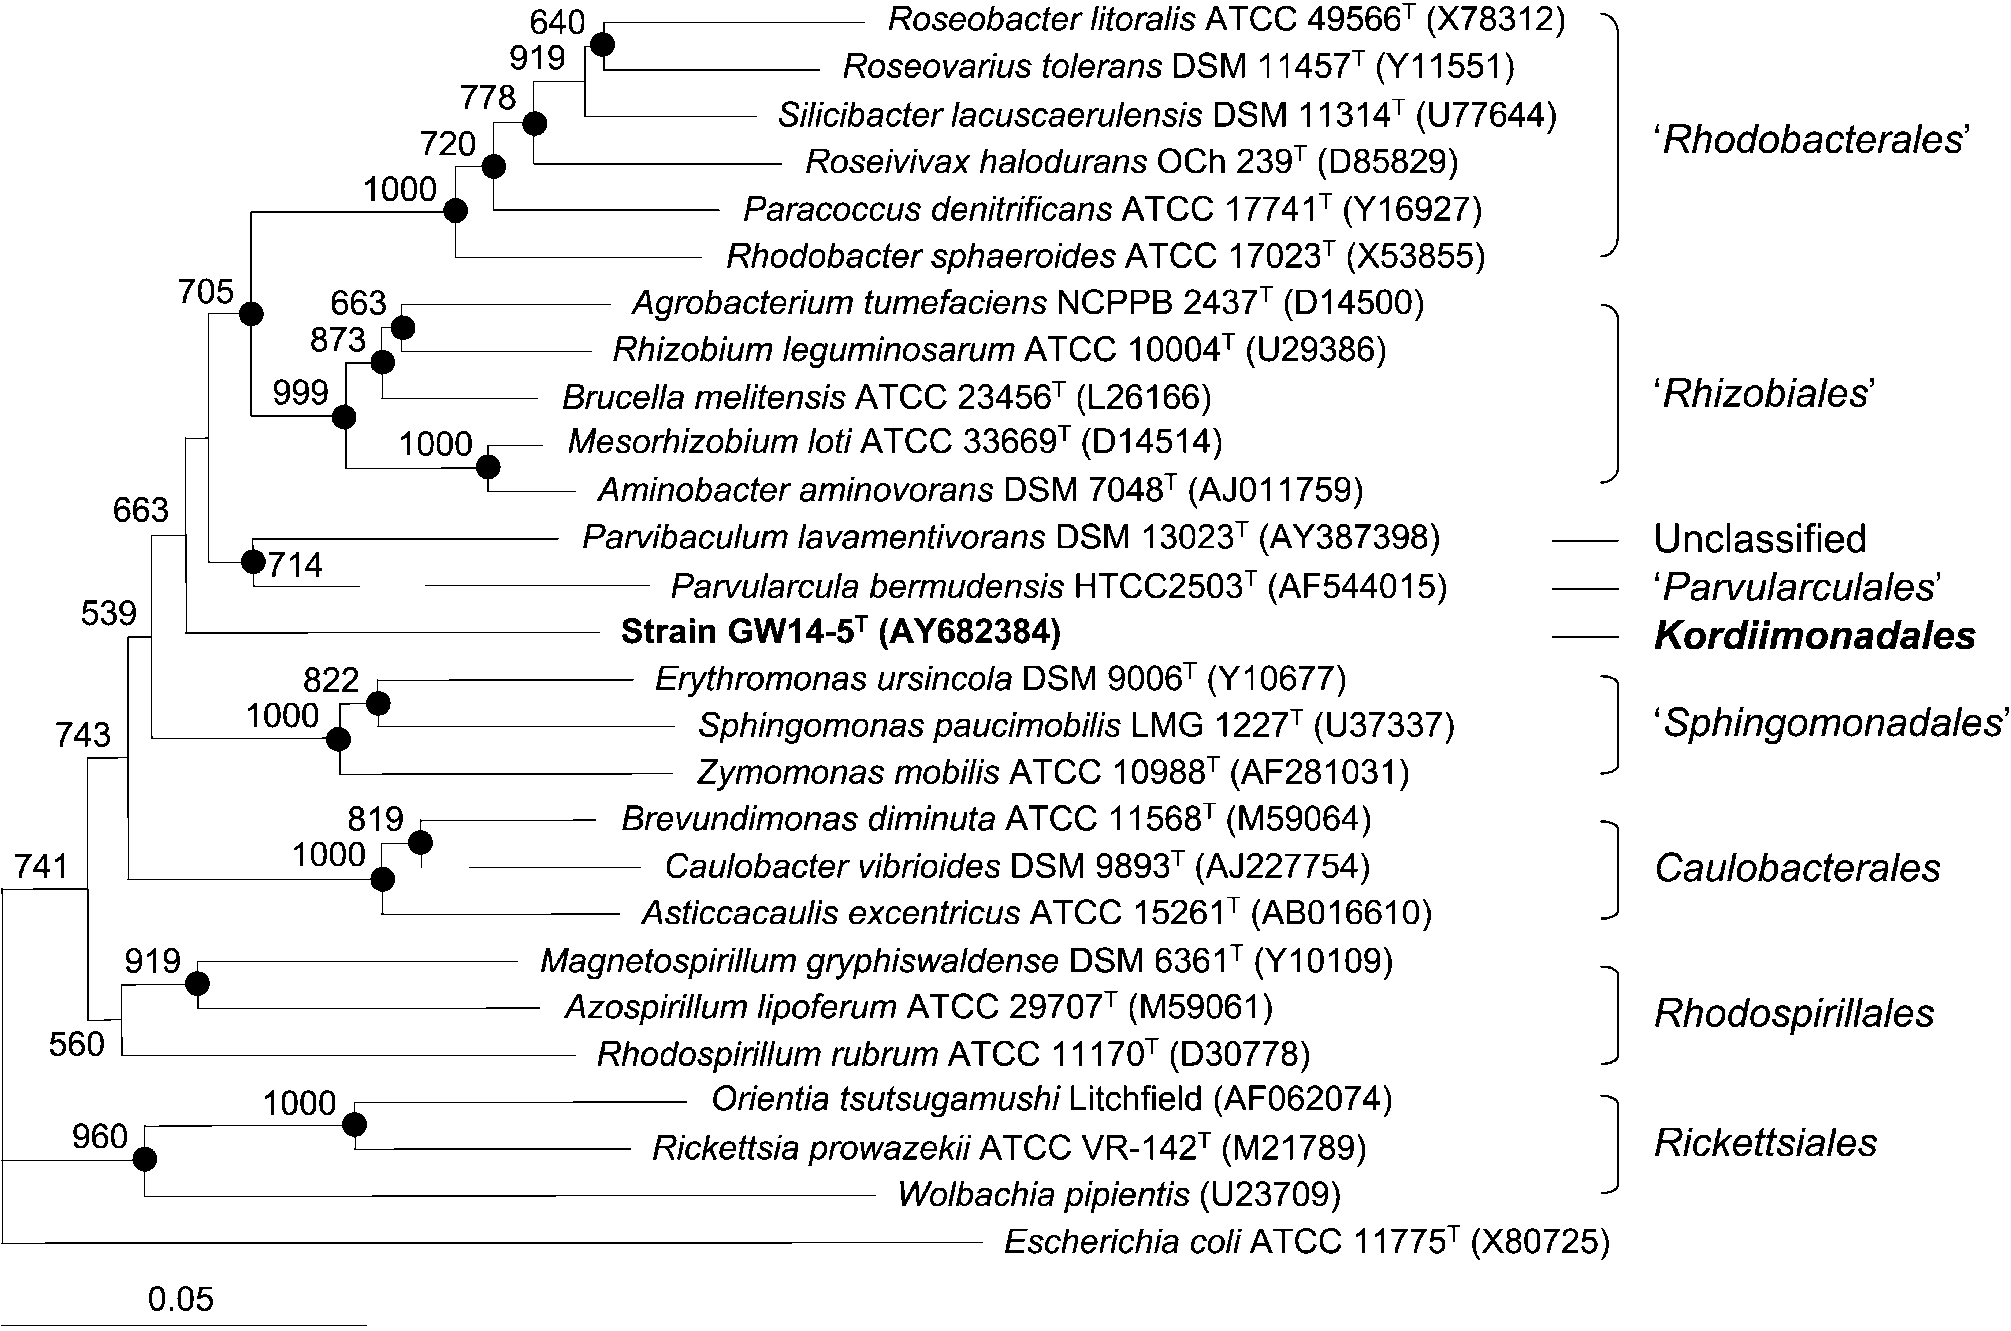 640
Roseobacter litoralis ATCC 49566ᵀ (X78312)
919
Roseovarius tolerans DSM 11457ᵀ (Y11551)
778
Silicibacter lacuscaerulensis DSM 11314ᵀ (U77644)
‘Rhodobacterales’
720
Roseivivax halodurans OCh 239ᵀ (D85829)
1000
Paracoccus denitrificans ATCC 17741ᵀ (Y16927)
Rhodobacter sphaeroides ATCC 17023ᵀ (X53855)
705
663
Agrobacterium tumefaciens NCPPB 2437ᵀ (D14500)
873
Rhizobium leguminosarum ATCC 10004ᵀ (U29386)
999
Brucella melitensis ATCC 23456ᵀ (L26166)
‘Rhizobiales’
1000
Mesorhizobium loti ATCC 33669ᵀ (D14514)
Aminobacter aminovorans DSM 7048ᵀ (AJ011759)
663
Parvibaculum lavamentivorans DSM 13023ᵀ (AY387398)
Unclassified
714
Parvularcula bermudensis HTCC2503ᵀ (AF544015)
‘Parvularculales’
539
Strain GW14-5ᵀ (AY682384)
Kordiimonadales
822
Erythromonas ursincola DSM 9006ᵀ (Y10677)
1000
Sphingomonas paucimobilis LMG 1227ᵀ (U37337)
‘Sphingomonadales’
743
Zymomonas mobilis ATCC 10988ᵀ (AF281031)
819
Brevundimonas diminuta ATCC 11568ᵀ (M59064)
1000
Caulobacter vibrioides DSM 9893ᵀ (AJ227754)
Caulobacterales
741
Asticcacaulis excentricus ATCC 15261ᵀ (AB016610)
919
Magnetospirillum gryphiswaldense DSM 6361ᵀ (Y10109)
Azospirillum lipoferum ATCC 29707ᵀ (M59061)
Rhodospirillales
560
Rhodospirillum rubrum ATCC 11170ᵀ (D30778)
1000
Orientia tsutsugamushi Litchfield (AF062074)
960
Rickettsia prowazekii ATCC VR-142ᵀ (M21789)
Rickettsiales
Wolbachia pipientis (U23709)
Escherichia coli ATCC 11775ᵀ (X80725)
0.05